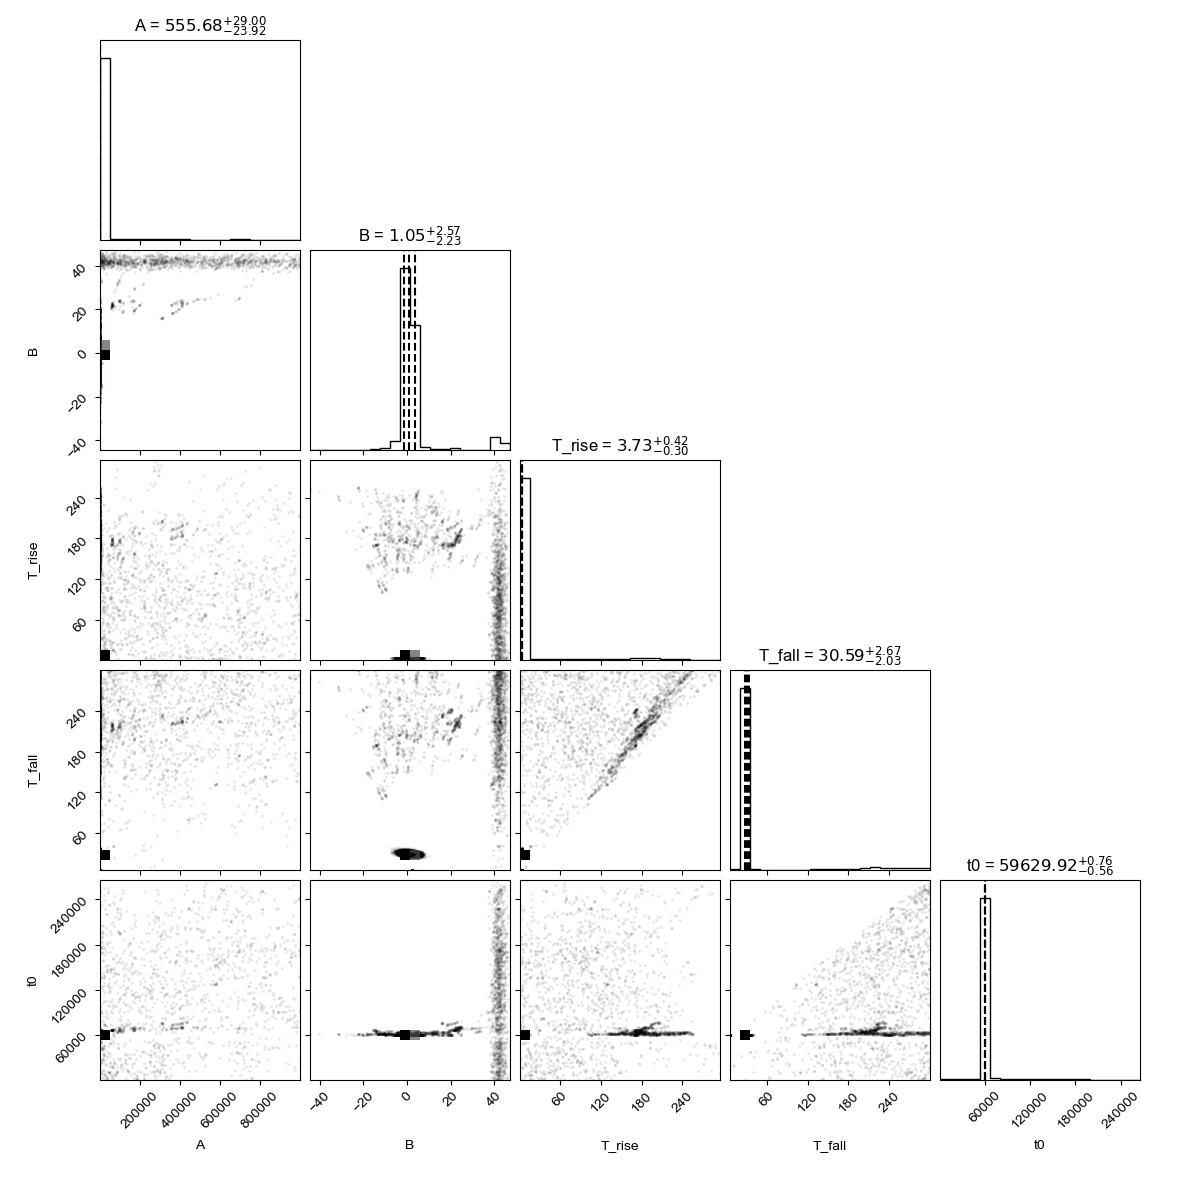 A = 555.68+29.00−23.92
B = 1.05+2.57−2.23
40
20
0
−20
−40
B
T_rise = 3.73+0.42−0.30
240
180
120
60
T_rise
T_fall = 30.59+2.67−2.03
240
180
120
60
T_fall
t0 = 59629.92+0.76−0.56
240000
180000
120000
60000
t0
200000 400000 600000 800000 −40 −20 0 20 40 60 120 180 240 60 120 180 240 60000 120000 180000 240000
A B T_rise T_fall t0